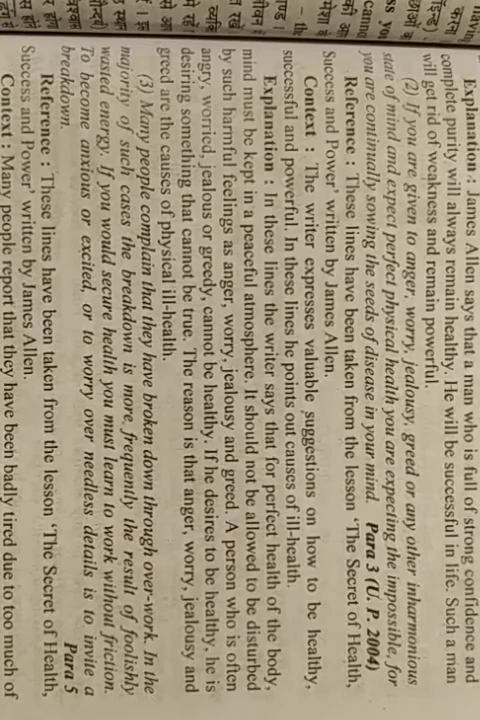 Explanation : James Allen says that a man who is full of strong confidence and
complete purity will always remain healthy. He will be successful in life. Such a man
will get rid of weakness and remain powerful.
(2) If you are given to anger, worry, jealousy, greed or any other inharmonious
state of mind and expect perfect physical health you are expecting the impossible, for
you are continually sowing the seeds of disease in your mind. Para 3 (U. P. 2004)
Reference : These lines have been taken from the lesson 'The Secret of Health,
Success and Power' written by James Allen.
Context : The writer expresses valuable suggestions on how to be healthy,
successful and powerful. In these lines he points out causes of ill-health.
Explanation : In these lines the writer says that for perfect health of the body,
mind must be kept in a peaceful atmosphere. It should not be allowed to be disturbed
by such harmful feelings as anger, worry, jealousy and greed. A person who is often
angry, worried, jealous or greedy, cannot be healthy. If he desires to be healthy, he is
desiring something that cannot be true. The reason is that anger, worry, jealousy and
greed are the causes of physical ill-health.
(3) Many people complain that they have broken down through over-work. In the
majority of such cases the breakdown is more frequently the result of foolishly
wasted energy. If you would secure health you must learn to work without friction.
To become anxious or excited, or to worry over needless details is to invite a
breakdown. Para 5
Reference : These lines have been taken from the lesson 'The Secret of Health,
Success and Power' written by James Allen.
Context : Many people report that they have been badly tired due to too much of